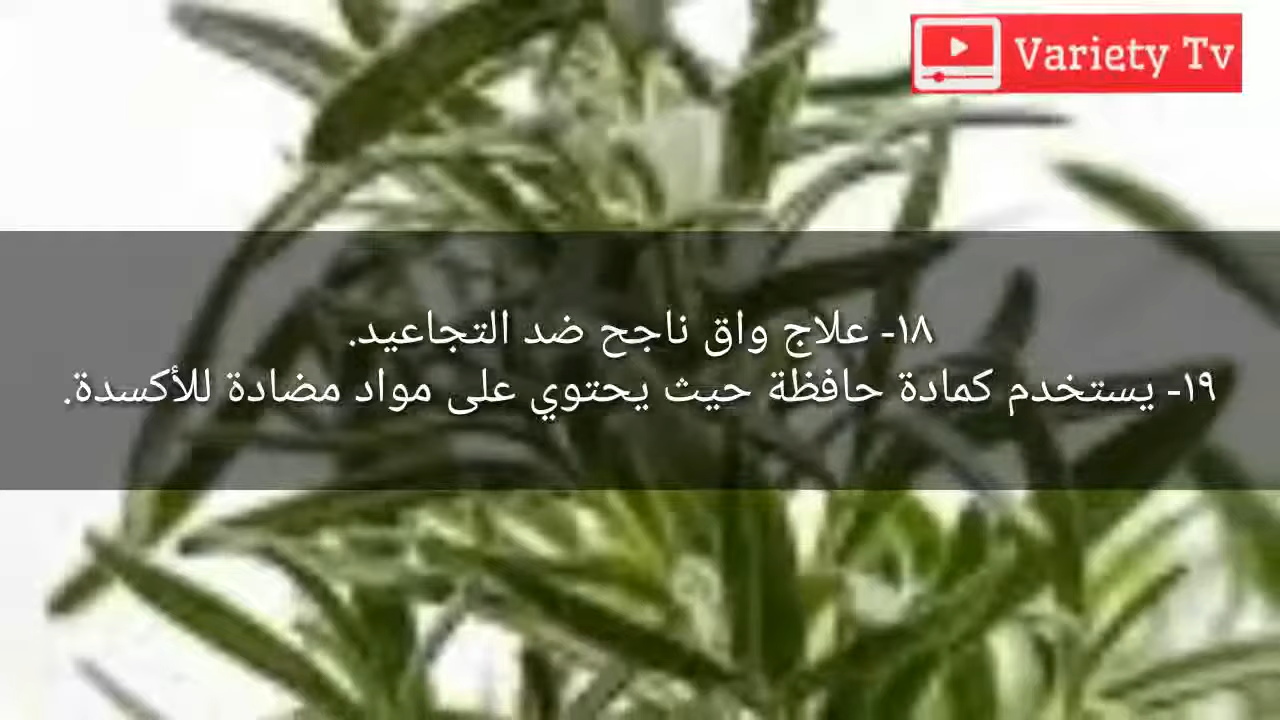 Variety Tv
١٨- علاج واق ناجح ضد التجاعيد.
١٩- يستخدم كمادة حافظة حيث يحتوي على مواد مضادة للأكسدة.